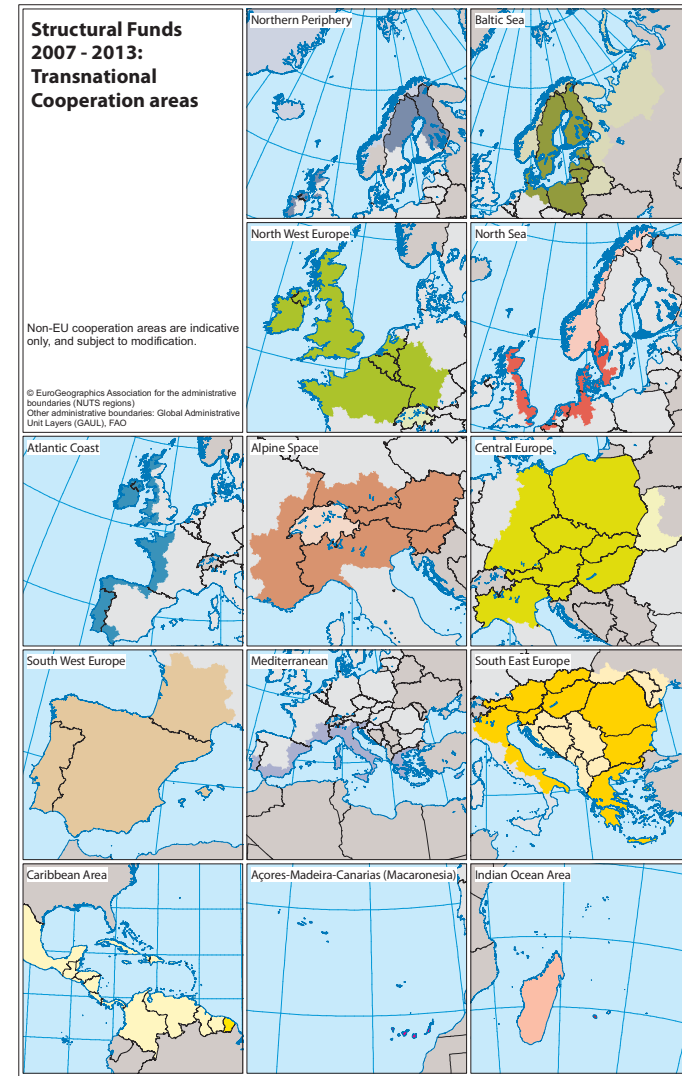 Structural Funds
2007 - 2013:
Transnational
Cooperation areas
Non-EU cooperation areas are indicative
only, and subject to modification.
© EuroGeographics Association for the administrative
boundaries (NUTS regions)
Other administrative boundaries: Global Administrative
Unit Layers (GAUL), FAO
Northern Periphery
Baltic Sea
North West Europe
North Sea
Atlantic Coast
Alpine Space
Central Europe
South West Europe
Mediterranean
South East Europe
Caribbean Area
Açores-Madeira-Canarias (Macaronesia)
Indian Ocean Area